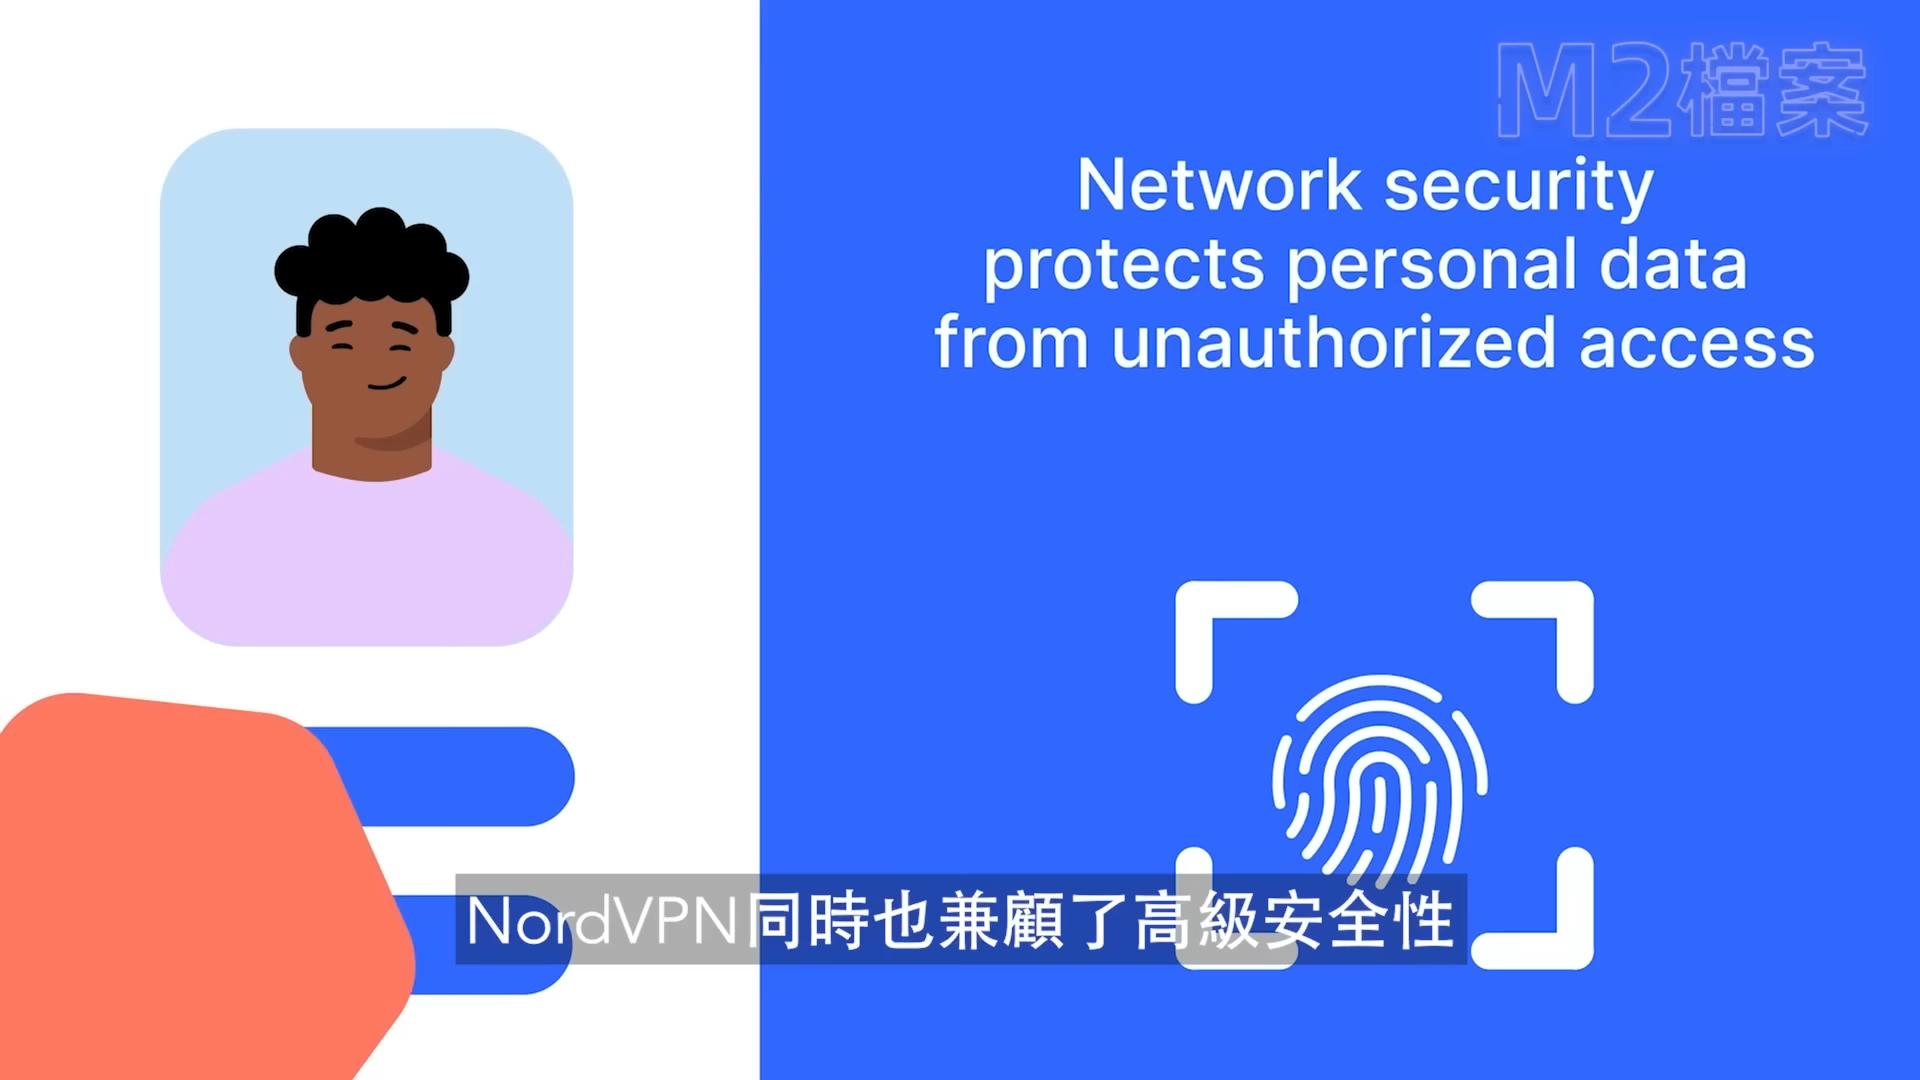 M2檔案
Network security
protects personal data
from unauthorized access
NordVPN同時也兼顧了高級安全性